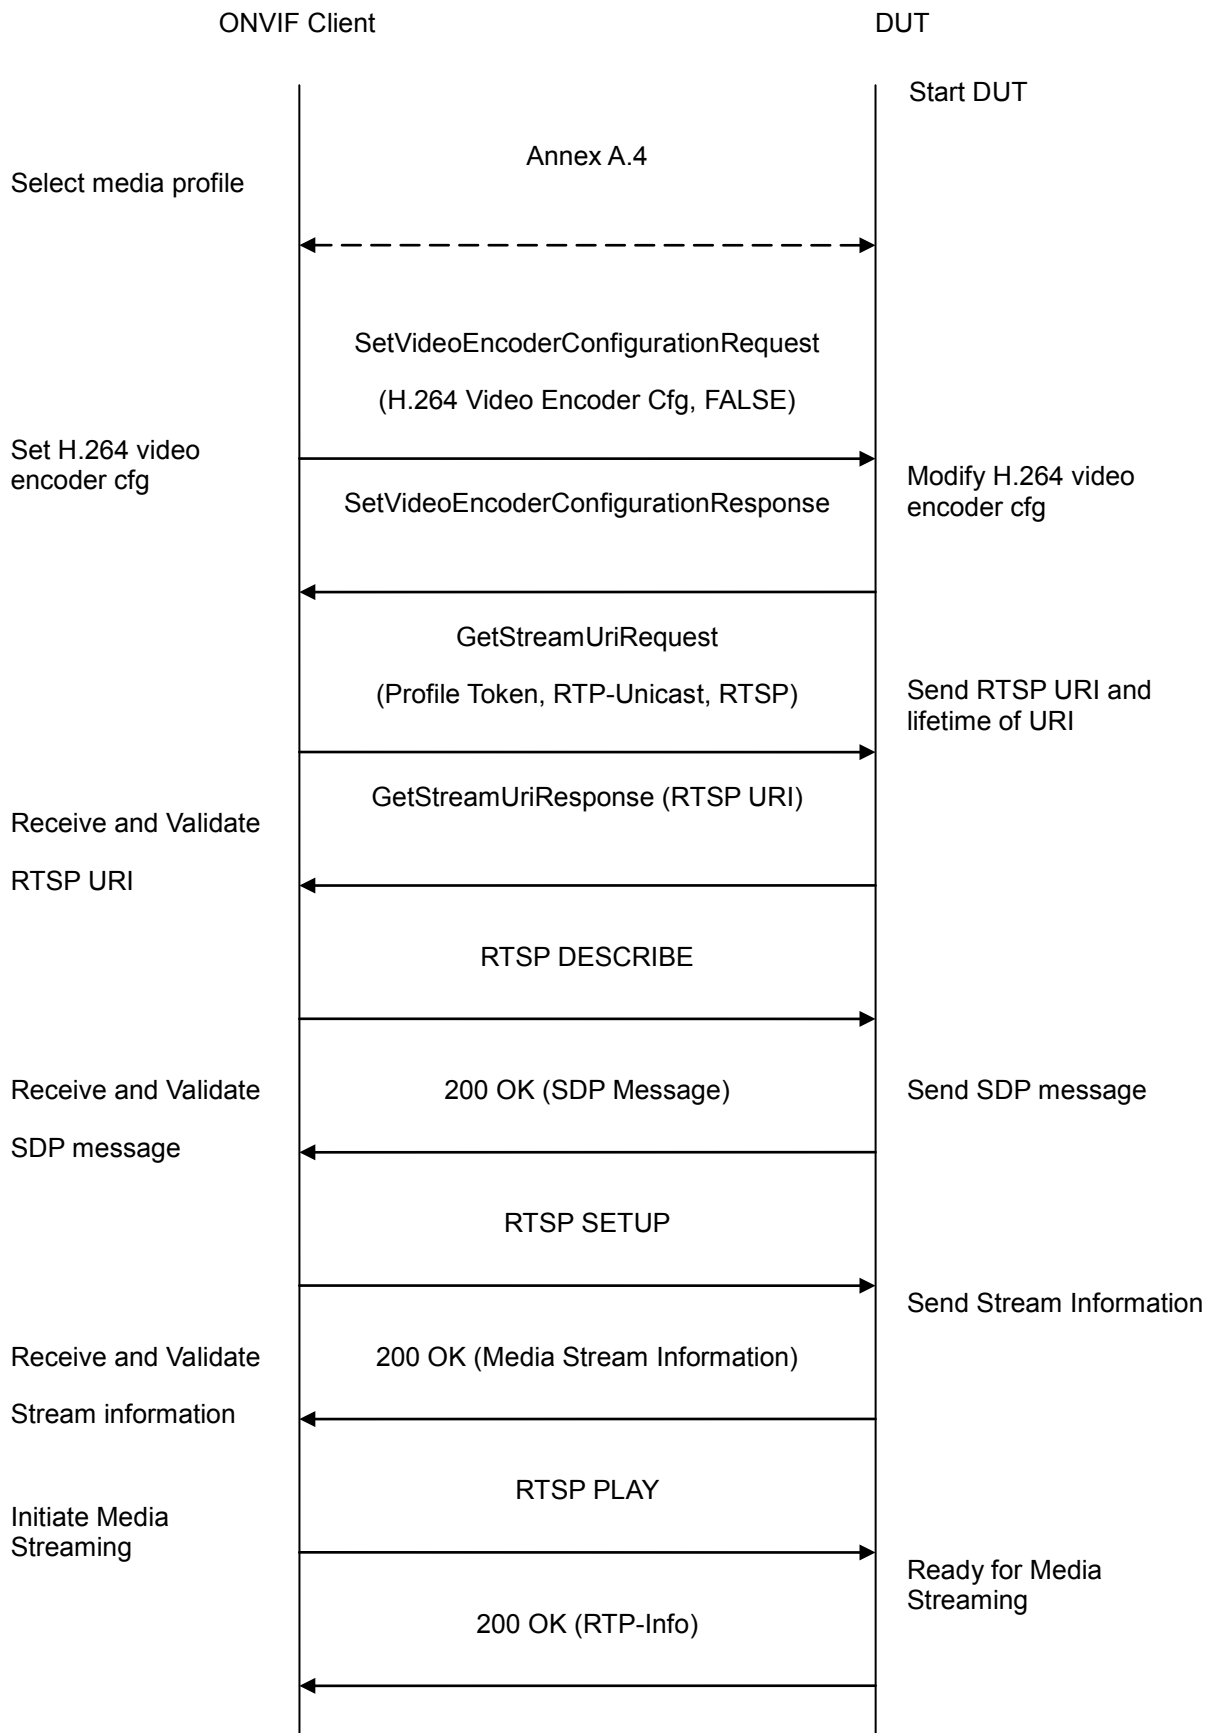 ONVIF Client
DUT
Start DUT
Annex A.4
Select media profile
SetVideoEncoderConfigurationRequest
(H.264 Video Encoder Cfg, FALSE)
Set H.264 video
encoder cfg
Modify H.264 video
encoder cfg
SetVideoEncoderConfigurationResponse
GetStreamUriRequest
(Profile Token, RTP-Unicast, RTSP)
Send RTSP URI and
lifetime of URI
GetStreamUriResponse (RTSP URI)
Receive and Validate
RTSP URI
RTSP DESCRIBE
Receive and Validate
SDP message
200 OK (SDP Message)
Send SDP message
RTSP SETUP
Send Stream Information
Receive and Validate
Stream information
200 OK (Media Stream Information)
RTSP PLAY
Initiate Media
Streaming
Ready for Media
Streaming
200 OK (RTP-Info)